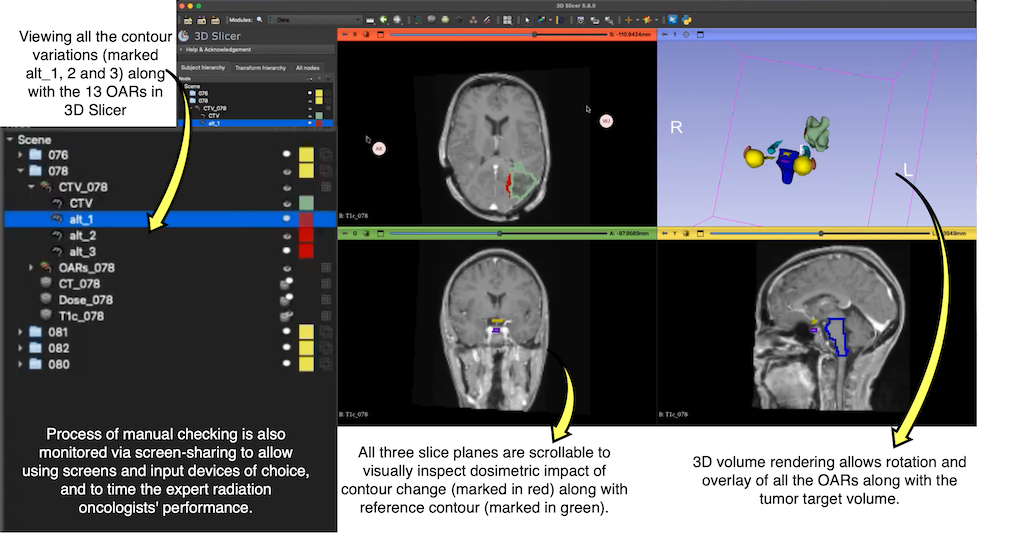 Viewing all the contour
variations (marked
alt_1, 2 and 3) along
with the 13 OARs in
3D Slicer
3D Slicer 5.6.0
Modules:
Data
3D Slicer
Help & Acknowledgement
Subject hierarchy Transform hierarchy All nodes
Node
Scene
076
078
CTV_078
CTV
alt_1
Scene
076
078
CTV_078
CTV
alt_1
alt_2
alt_3
OARs_078
CT_078
Dose_078
T1c_078
081
082
080
Process of manual checking is also
monitored via screen-sharing to allow
using screens and input devices of choice,
and to time the expert radiation
oncologists' performance.
R
S: -110.9424mm
AK
WJ
B: T1c_078
1
R
L
G
A: -97.9569mm
B: T1c_078
Y
B: T1c_078
All three slice planes are scrollable to
visually inspect dosimetric impact of
contour change (marked in red) along with
reference contour (marked in green).
3D volume rendering allows rotation and
overlay of all the OARs along with the
tumor target volume.